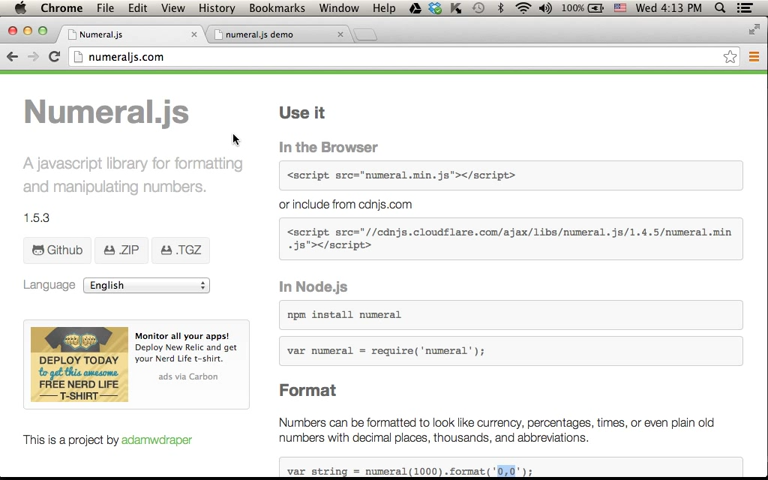 Chrome File Edit View History Bookmarks Window Help 100% Wed 4:13 PM
Numeral.js
numeral.js demo
numeraljs.com
Numeral.js
A javascript library for formatting
and manipulating numbers.
1.5.3
Github
.ZIP
.TGZ
Language English
DEPLOY TODAY
to get this awesome
FREE NERD LIFE
T-SHIRT
Monitor all your apps!
Deploy New Relic and get
your Nerd Life t-shirt.
ads via Carbon
This is a project by adamwdraper
Use it
In the Browser
<script src="numeral.min.js"></script>
or include from cdnjs.com
<script src="//cdnjs.cloudflare.com/ajax/libs/numeral.js/1.4.5/numeral.min
.js"></script>
In Node.js
npm install numeral
var numeral = require('numeral');
Format
Numbers can be formatted to look like currency, percentages, times, or even plain old
numbers with decimal places, thousands, and abbreviations.
var string = numeral(1000).format('0,0');